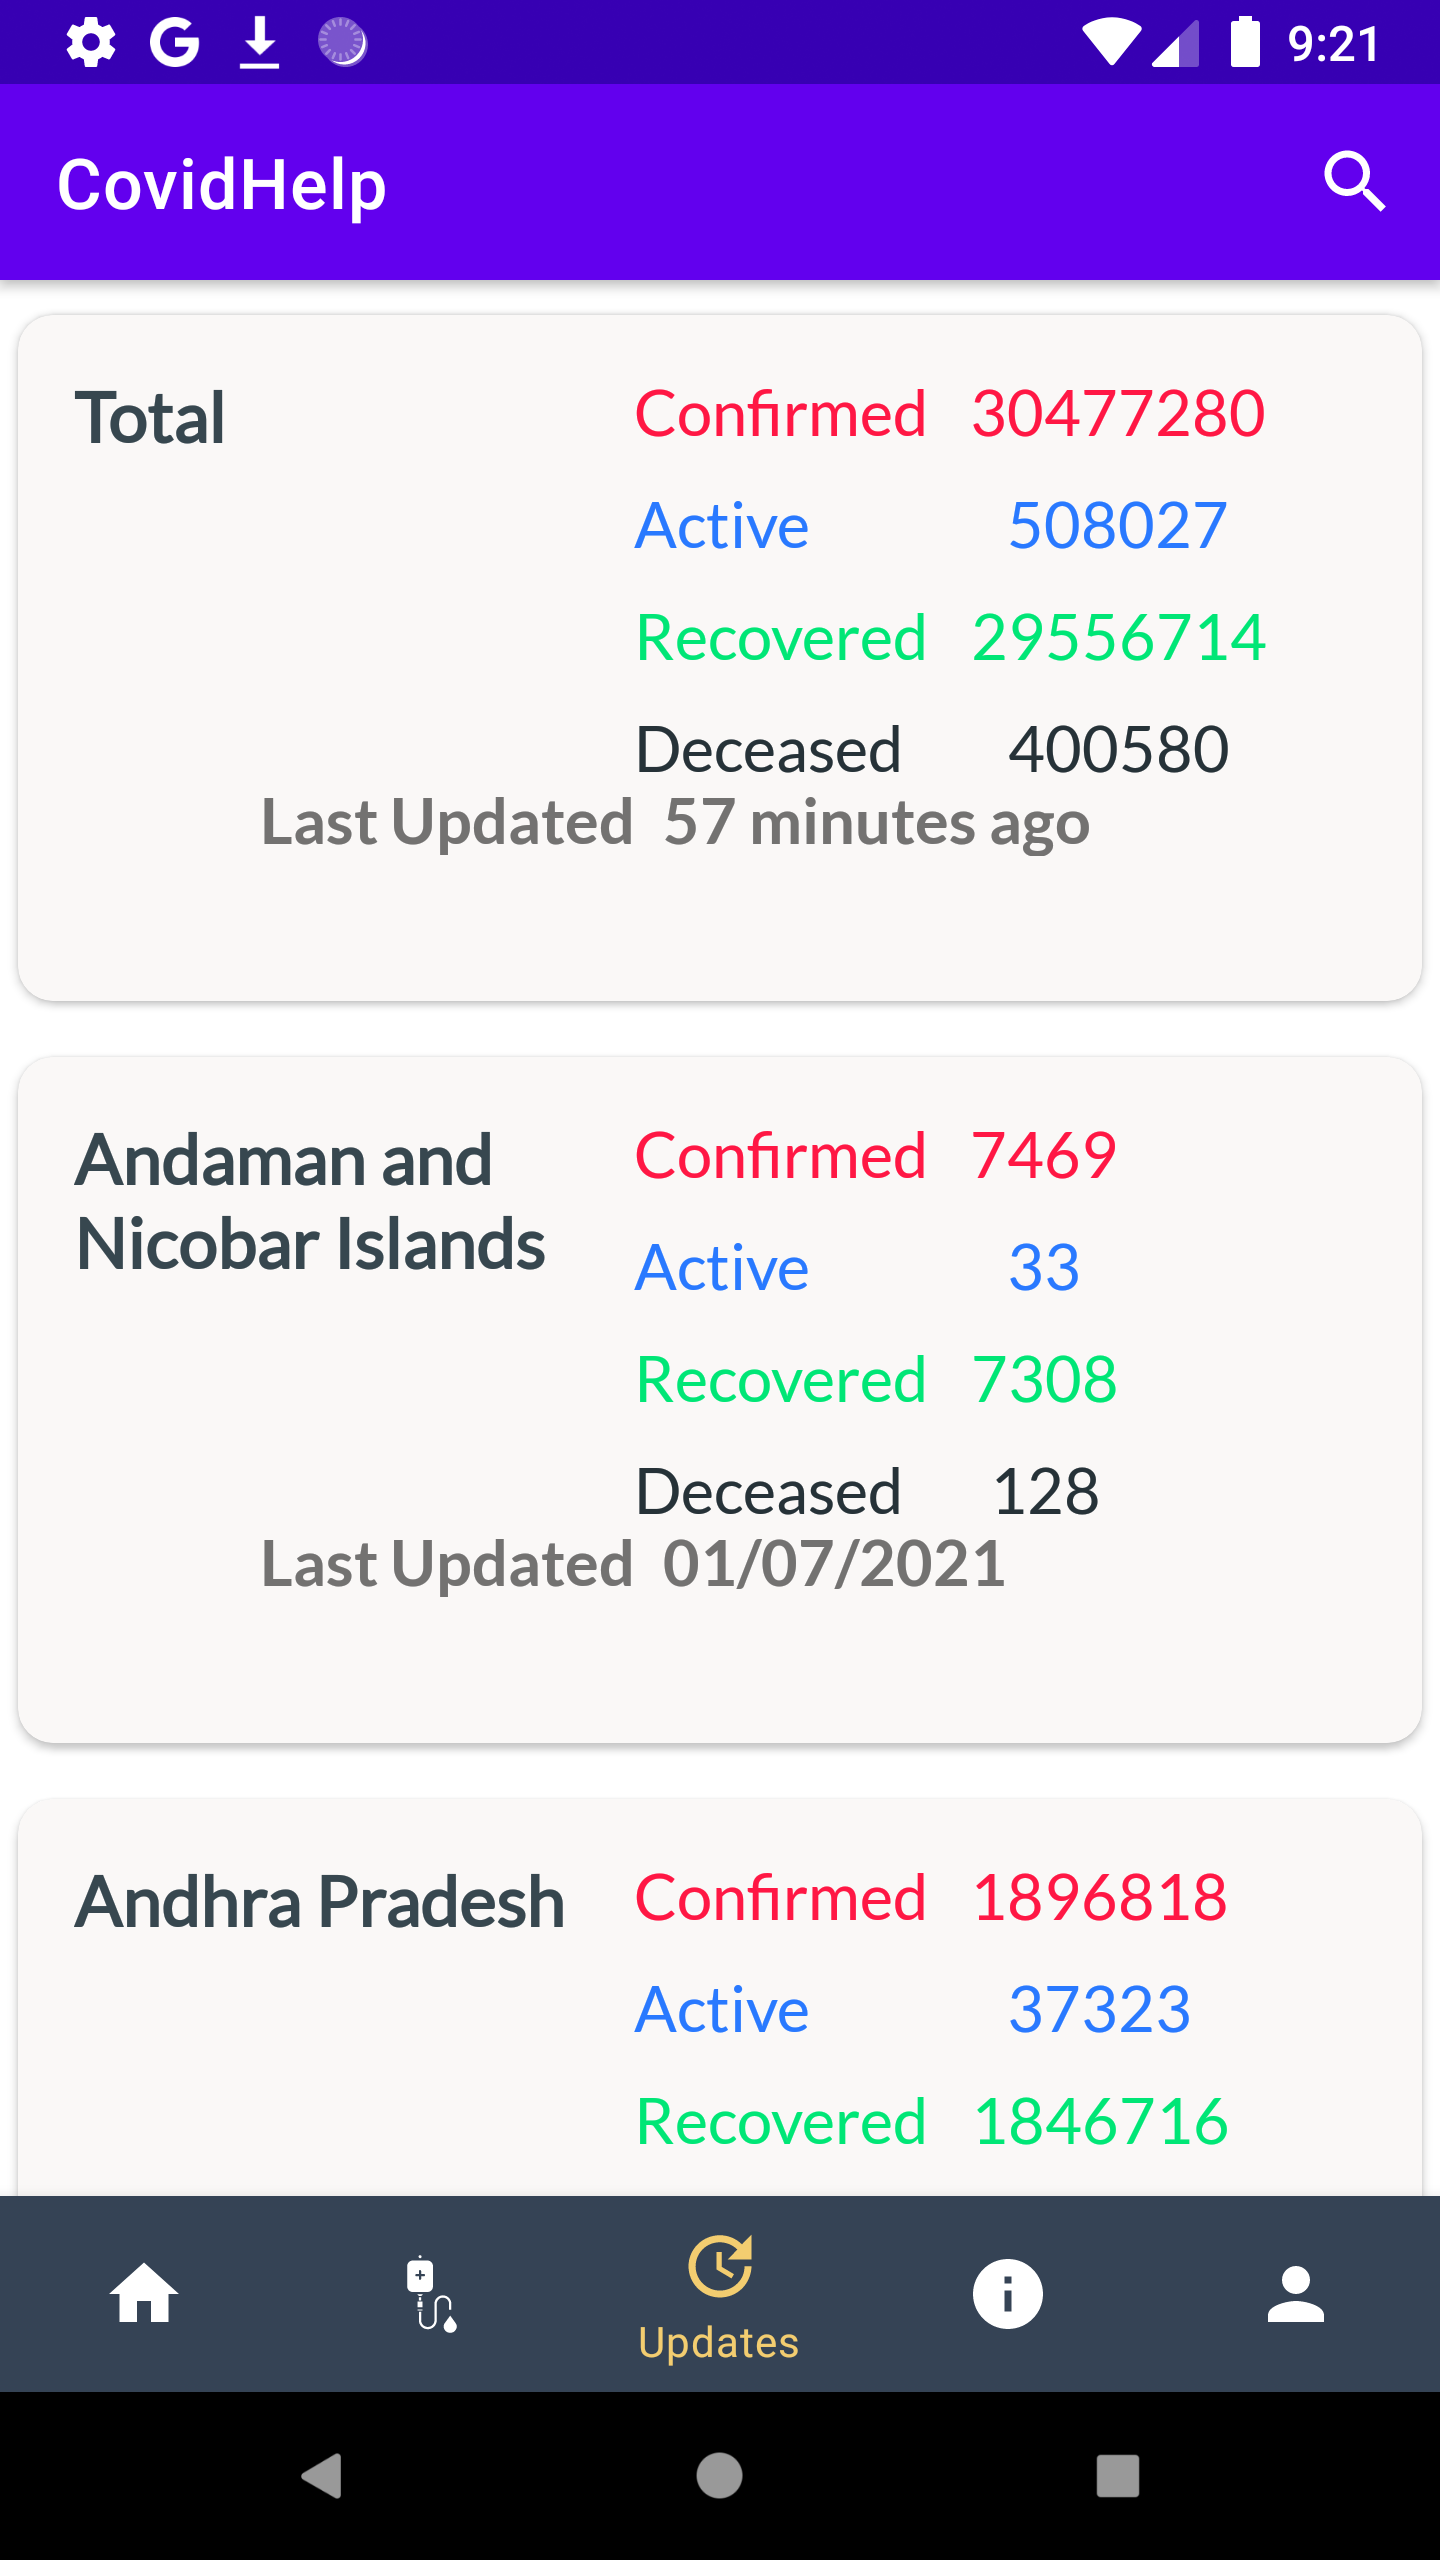 9:21
CovidHelp
Total
Confirmed 30477280
Active 508027
Recovered 29556714
Deceased 400580
Last Updated 57 minutes ago
Andaman and
Nicobar Islands
Confirmed 7469
Active 33
Recovered 7308
Deceased 128
Last Updated 01/07/2021
Andhra Pradesh
Confirmed 1896818
Active 37323
Recovered 1846716
Updates